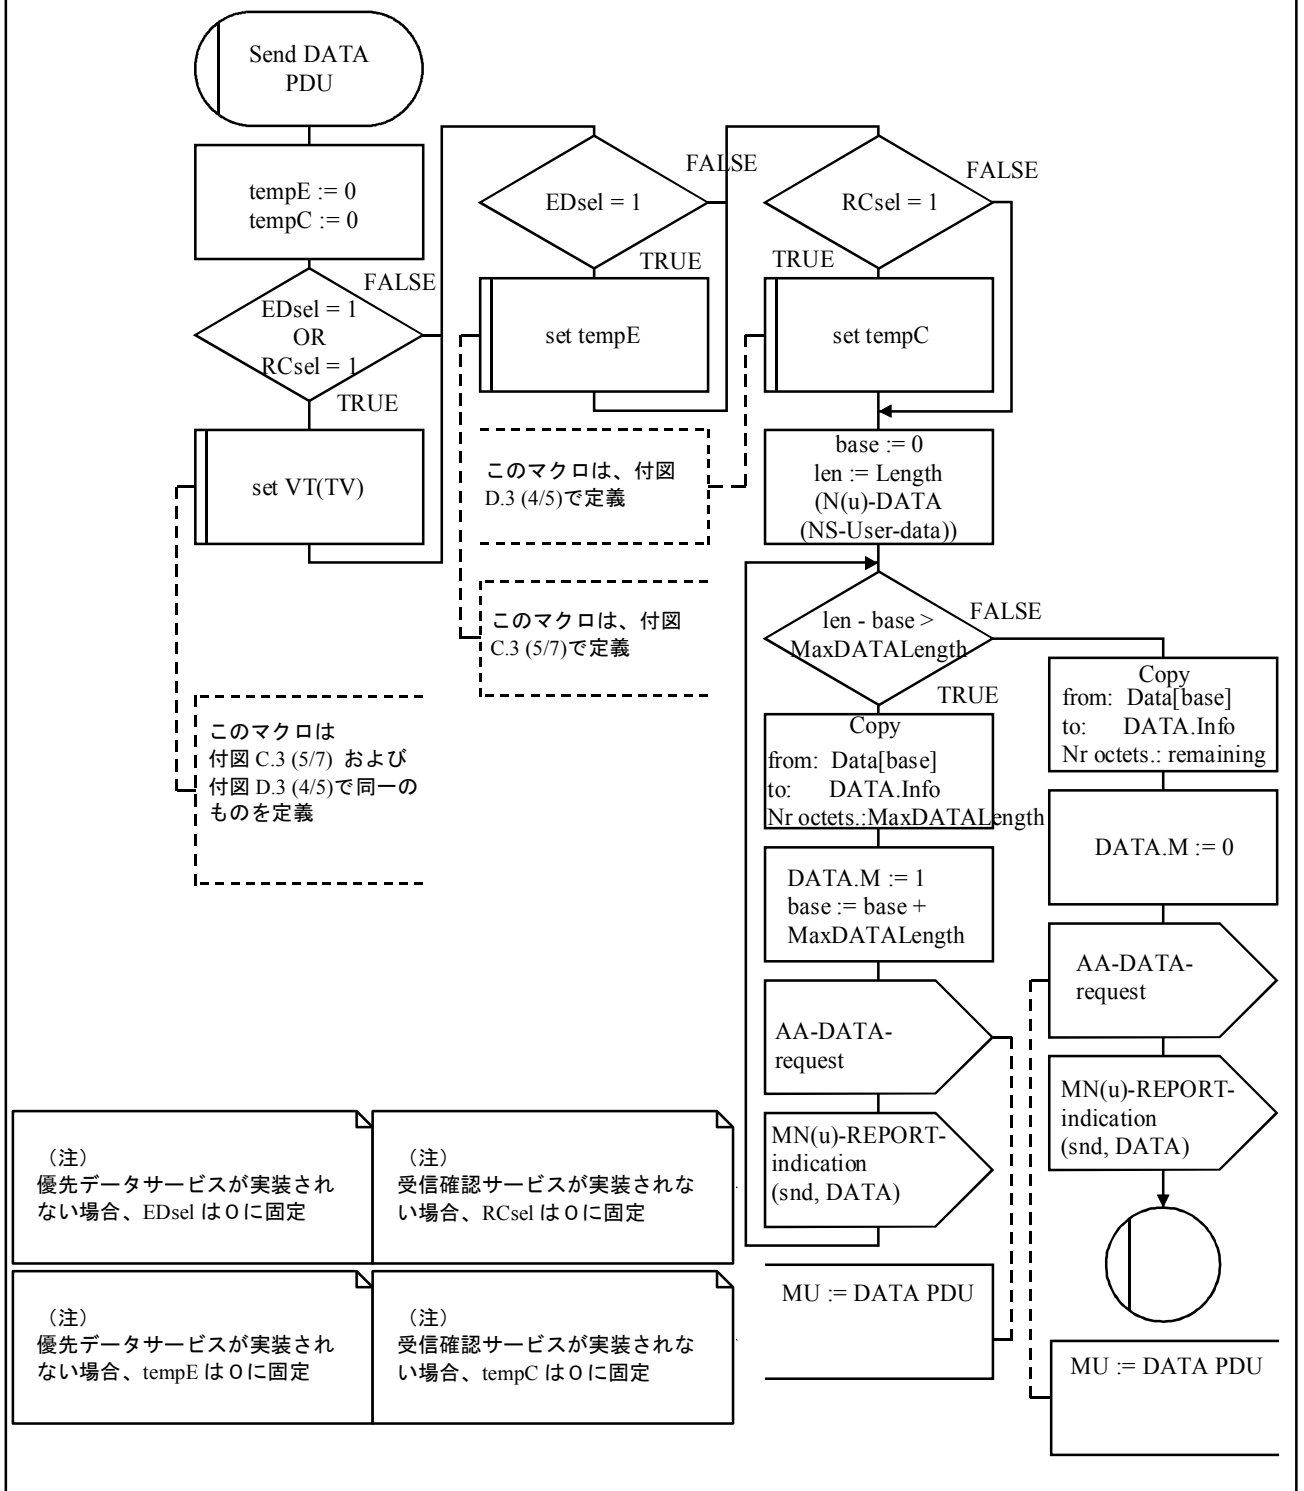 Send DATA
PDU
tempE := 0
tempC := 0
FALSE
EDsel = 1
OR
RCsel = 1
TRUE
set VT(TV)
このマクロは
付図 C.3 (5/7) および
付図 D.3 (4/5)で同一の
ものを定義
EDsel = 1
FALSE
TRUE
set tempE
このマクロは、付図
D.3 (4/5)で定義
このマクロは、付図
C.3 (5/7)で定義
RCsel = 1
FALSE
TRUE
set tempC
base := 0
len := Length
(N(u)-DATA
(NS-User-data))
len - base >
MaxDATALength
FALSE
TRUE
Copy
from: Data[base]
to: DATA.Info
Nr octets.:MaxDATALength
DATA.M := 1
base := base +
MaxDATALength
AA-DATA-
request
MN(u)-REPORT-
indication
(snd, DATA)
MU := DATA PDU
Copy
from: Data[base]
to: DATA.Info
Nr octets.: remaining
DATA.M := 0
AA-DATA-
request
MN(u)-REPORT-
indication
(snd, DATA)
MU := DATA PDU
（注）
優先データサービスが実装され
ない場合、EDsel は０に固定
（注）
受信確認サービスが実装されな
い場合、RCsel は０に固定
（注）
優先データサービスが実装され
ない場合、tempE は０に固定
（注）
受信確認サービスが実装されな
い場合、tempC は０に固定